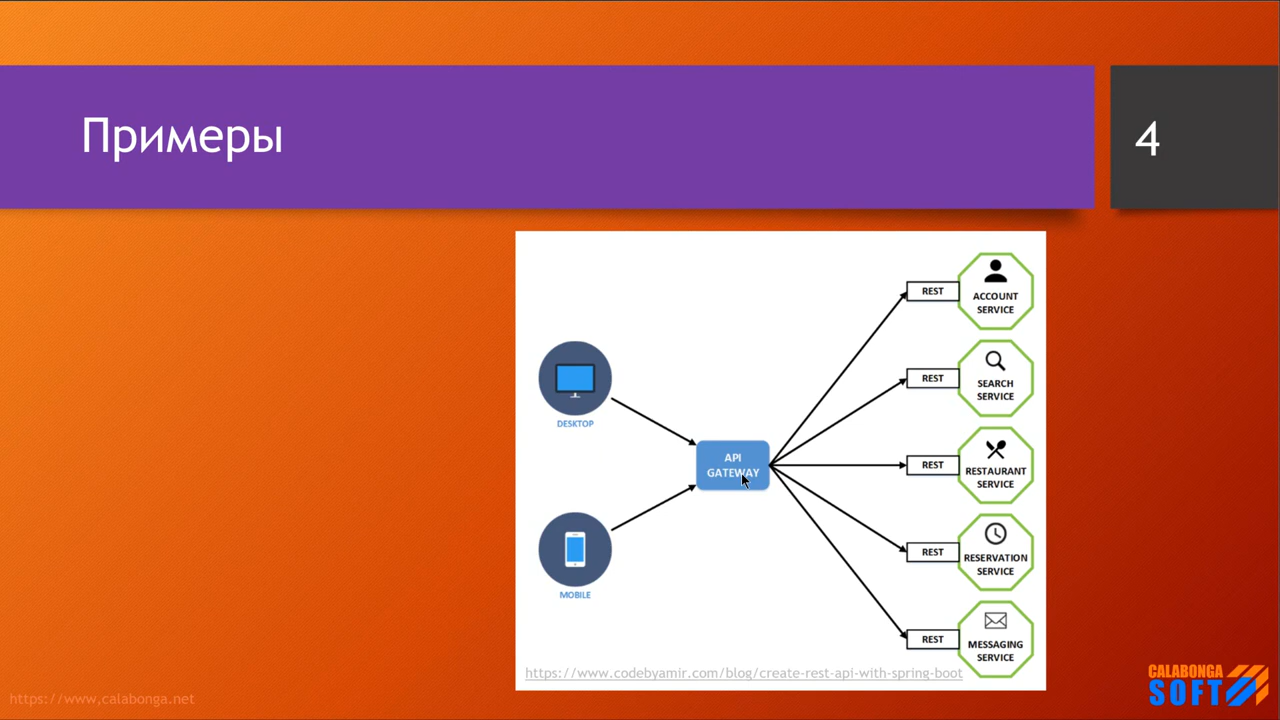 Примеры
4
DESKTOP
MOBILE
API
GATEWAY
REST
ACCOUNT
SERVICE
REST
SEARCH
SERVICE
REST
RESTAURANT
SERVICE
REST
RESERVATION
SERVICE
REST
MESSAGING
SERVICE
https://www.codebyamir.com/blog/create-rest-api-with-spring-boot
https://www.calabonga.net
CALABONGA
SOFT